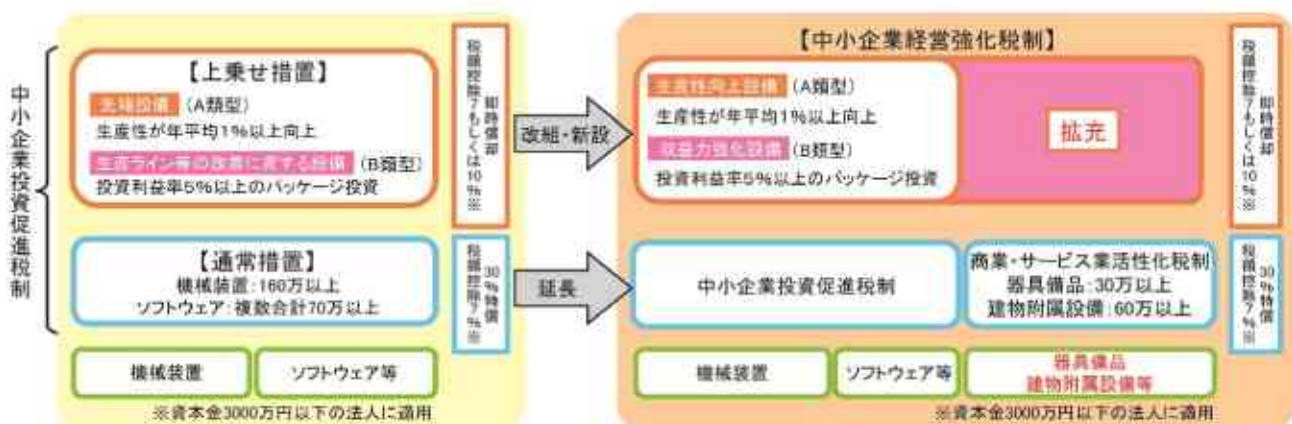 中小企業投資促進税制
【上乗せ措置】
先端設備 (A類型)
生産性が年平均1%以上向上
生産ライン等の改善に資する設備 (B類型)
投資利益率5%以上のパッケージ投資
即時償却
税額控除7もしくは10%※
【通常措置】
機械装置:160万以上
ソフトウェア:複数合計70万以上
30%特償
税額控除7%※
機械装置
ソフトウェア等
※資本金3000万円以下の法人に適用
改組・新設
延長
【中小企業経営強化税制】
生産性向上設備 (A類型)
生産性が年平均1%以上向上
収益力強化設備 (B類型)
投資利益率5%以上のパッケージ投資
拡充
即時償却
税額控除7もしくは10%※
中小企業投資促進税制
商業・サービス業活性化税制
器具備品:30万以上
建物附属設備:60万以上
30%特償
税額控除7%※
機械装置
ソフトウェア等
器具備品
建物附属設備等
※資本金3000万円以下の法人に適用